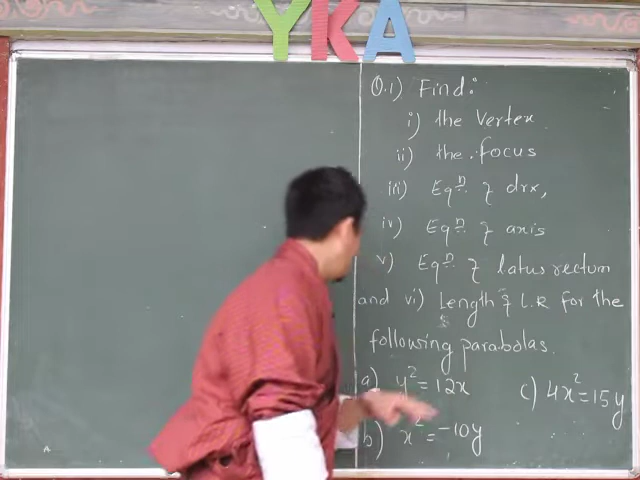 YKA
Q.1) Find:
i) the Vertex
ii) the focus
iii) Eqn of drx,
iv) Eqn of axis
v) Eqn of latus rectum
and vi) Length of L.R for the
following parabolas.
a) y² = 12x
b) x² = -10y
c) 4x² = 15y